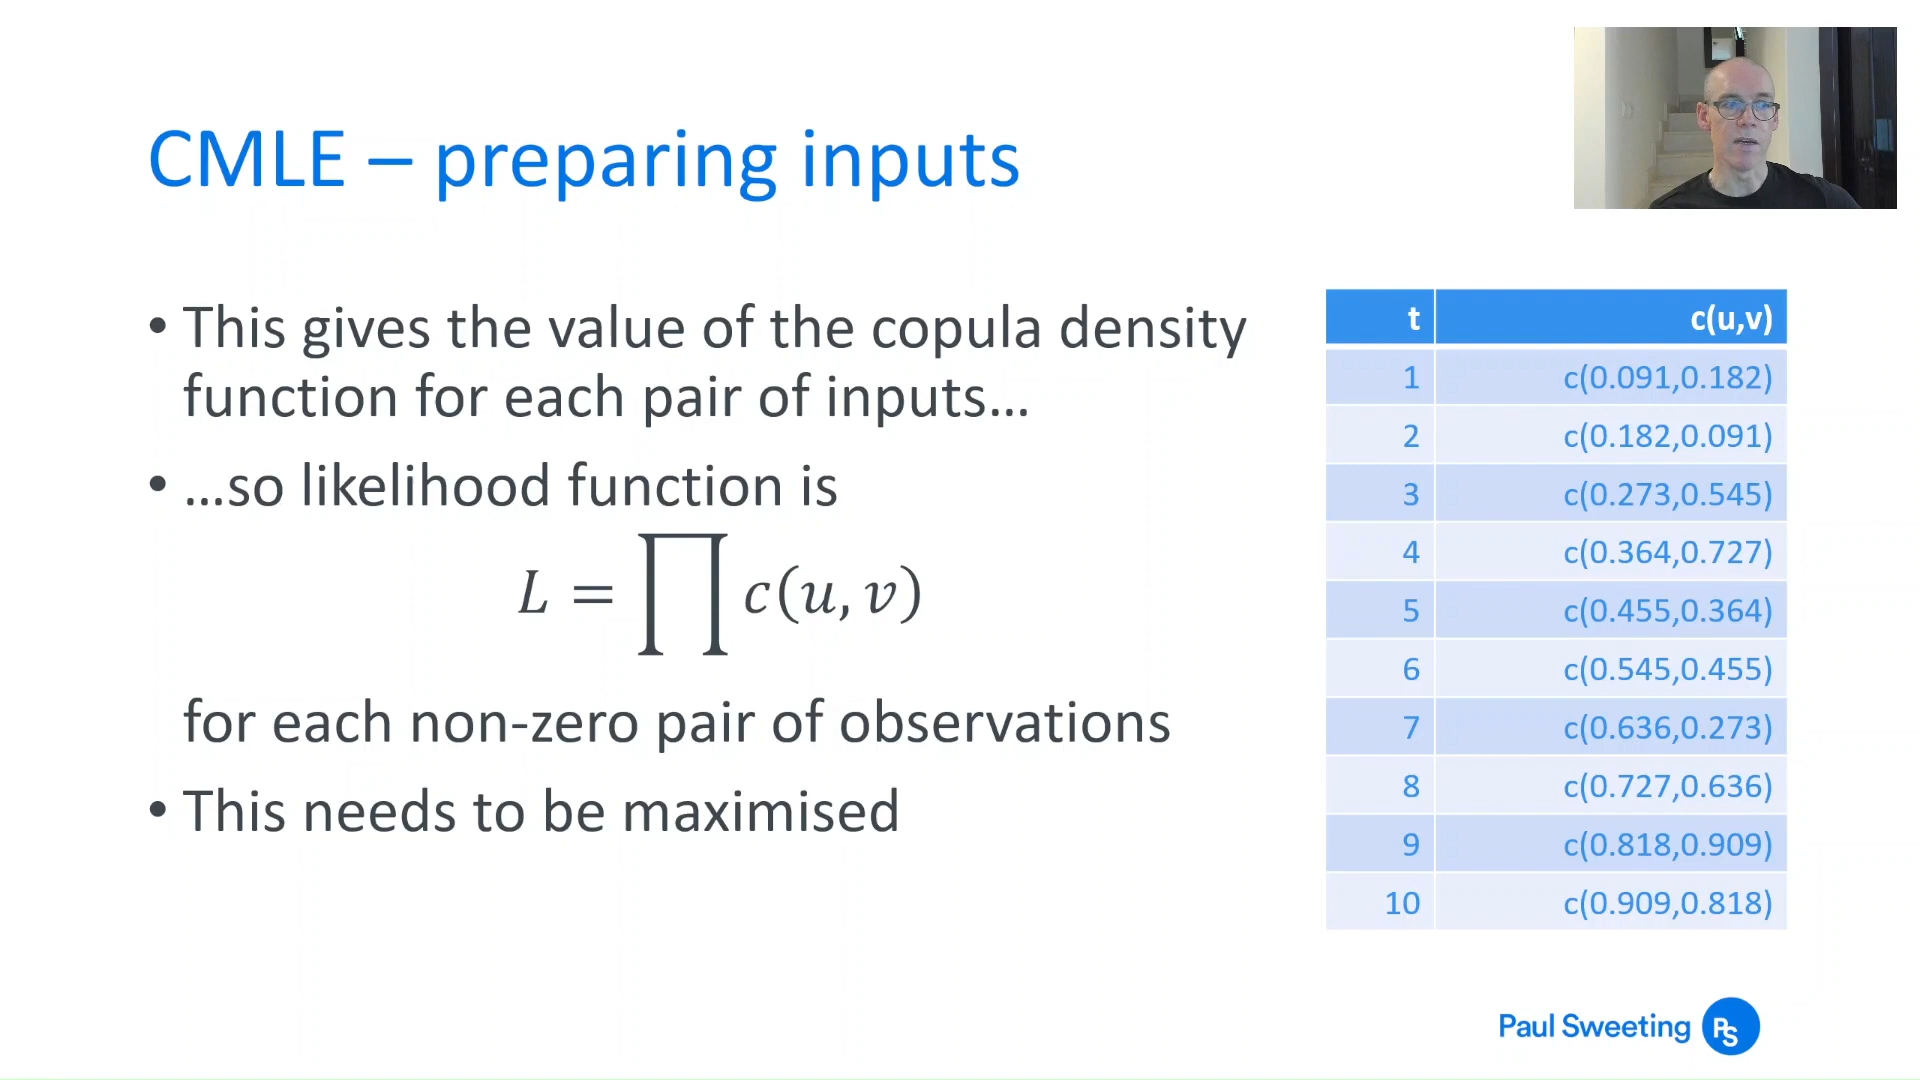 CMLE – preparing inputs
• This gives the value of the copula density
function for each pair of inputs…
• …so likelihood function is
L = ∏ c(u, v)
for each non-zero pair of observations
• This needs to be maximised
t c(u,v)
1 c(0.091,0.182)
2 c(0.182,0.091)
3 c(0.273,0.545)
4 c(0.364,0.727)
5 c(0.455,0.364)
6 c(0.545,0.455)
7 c(0.636,0.273)
8 c(0.727,0.636)
9 c(0.818,0.909)
10 c(0.909,0.818)
Paul Sweeting PS